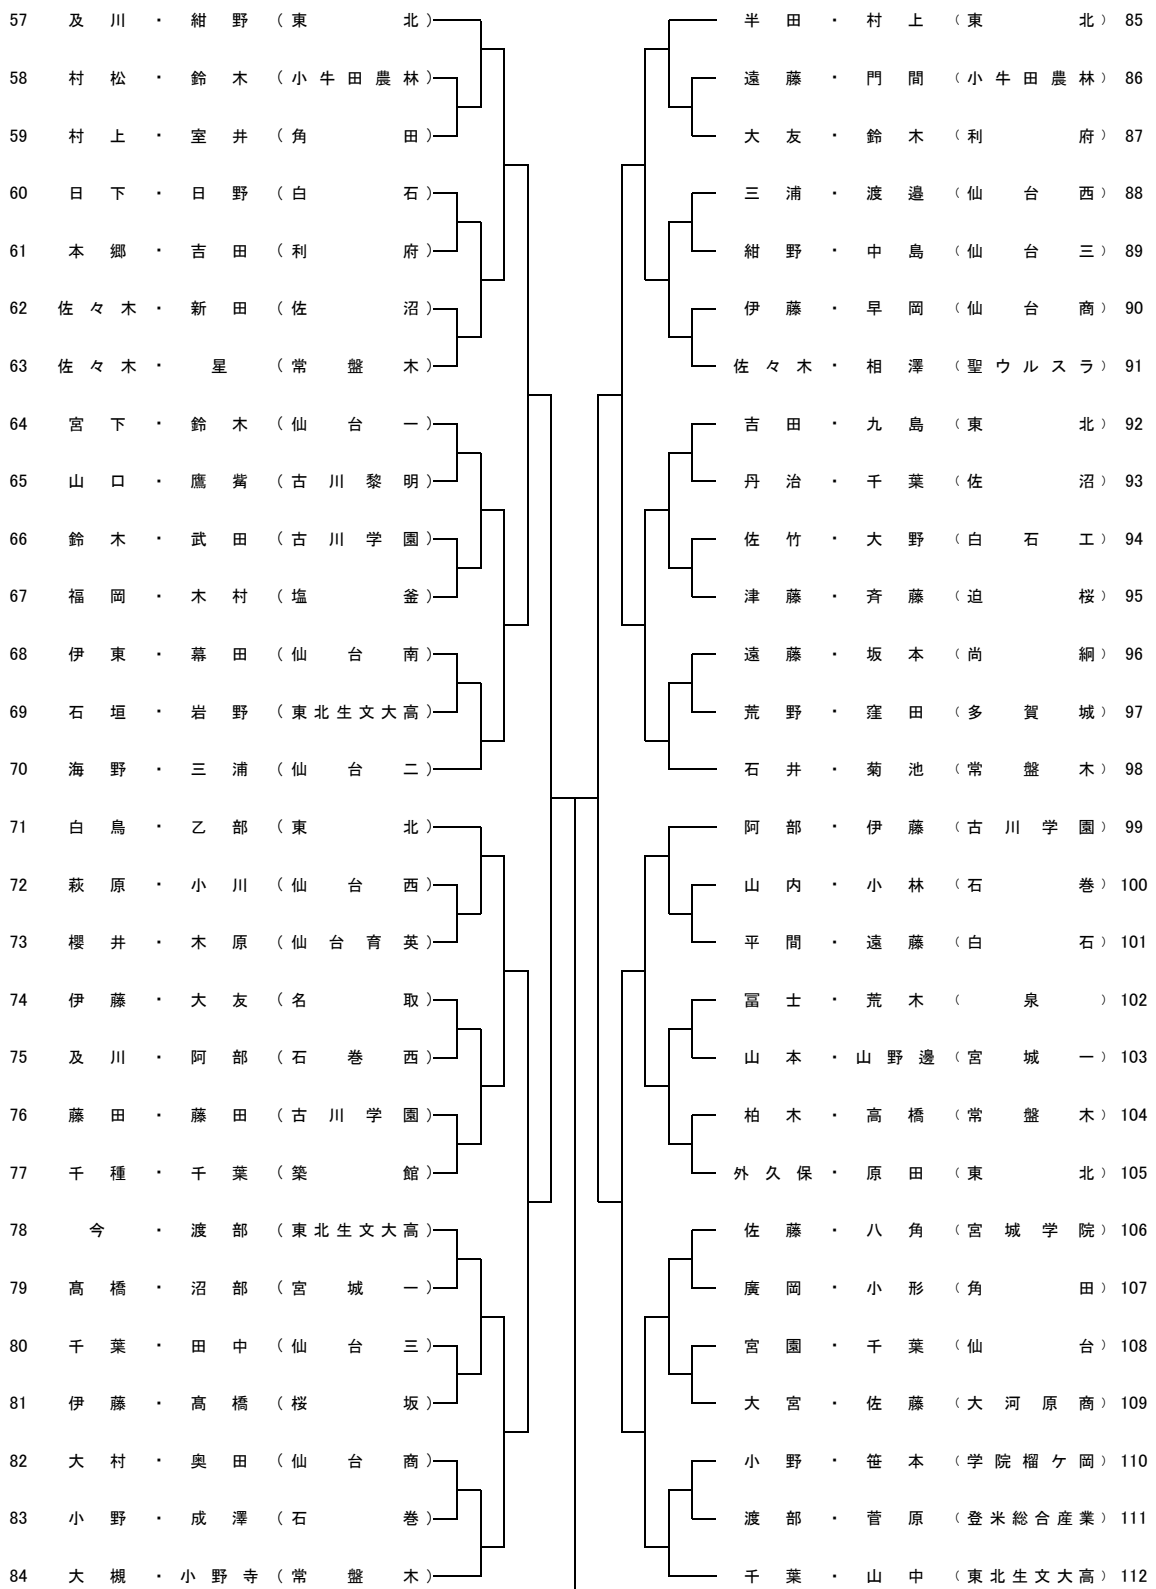 57 及川・紺野（東北）
58 村松・鈴木（小牛田農林）
59 村上・室井（角田）
60 日下・日野（白石）
61 本郷・吉田（利府）
62 佐々木・新田（佐沼）
63 佐々木・星（常盤木）
64 宮下・鈴木（仙台一）
65 山口・鷹觜（古川黎明）
66 鈴木・武田（古川学園）
67 福岡・木村（塩釜）
68 伊東・幕田（仙台南）
69 石垣・岩野（東北生文大高）
70 海野・三浦（仙台二）
71 白鳥・乙部（東北）
72 萩原・小川（仙台西）
73 櫻井・木原（仙台育英）
74 伊藤・大友（名取）
75 及川・阿部（石巻西）
76 藤田・藤田（古川学園）
77 千種・千葉（築館）
78 今・渡部（東北生文大高）
79 髙橋・沼部（宮城一）
80 千葉・田中（仙台三）
81 伊藤・髙橋（桜坂）
82 大村・奥田（仙台商）
83 小野・成澤（石巻）
84 大槻・小野寺（常盤木）
半田・村上（東北）85
遠藤・門間（小牛田農林）86
大友・鈴木（利府）87
三浦・渡邉（仙台西）88
紺野・中島（仙台三）89
伊藤・早岡（仙台商）90
佐々木・相澤（聖ウルスラ）91
吉田・九島（東北）92
丹治・千葉（佐沼）93
佐竹・大野（白石工）94
津藤・斉藤（迫桜）95
遠藤・坂本（尚絅）96
荒野・窪田（多賀城）97
石井・菊池（常盤木）98
阿部・伊藤（古川学園）99
山内・小林（石巻）100
平間・遠藤（白石）101
冨士・荒木（泉）102
山本・山野邊（宮城一）103
柏木・高橋（常盤木）104
外久保・原田（東北）105
佐藤・八角（宮城学院）106
廣岡・小形（角田）107
宮園・千葉（仙台）108
大宮・佐藤（大河原商）109
小野・笹本（学院榴ケ岡）110
渡部・菅原（登米総合産業）111
千葉・山中（東北生文大高）112